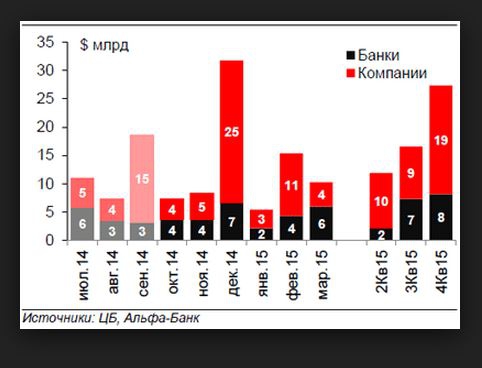 $ млрд
Банки
Компании
35
30
25
20
15
10
5
0
5 4 15 4 5 25 3 11 4 10 9 19
6 3 3 4 4 7 2 4 6 2 7 8
июл.14 авг.14 сен.14 окт.14 ноя.14 дек.14 янв.15 фев.15 мар.15 2Кв15 3Кв15 4Кв15
Источники: ЦБ, Альфа-Банк